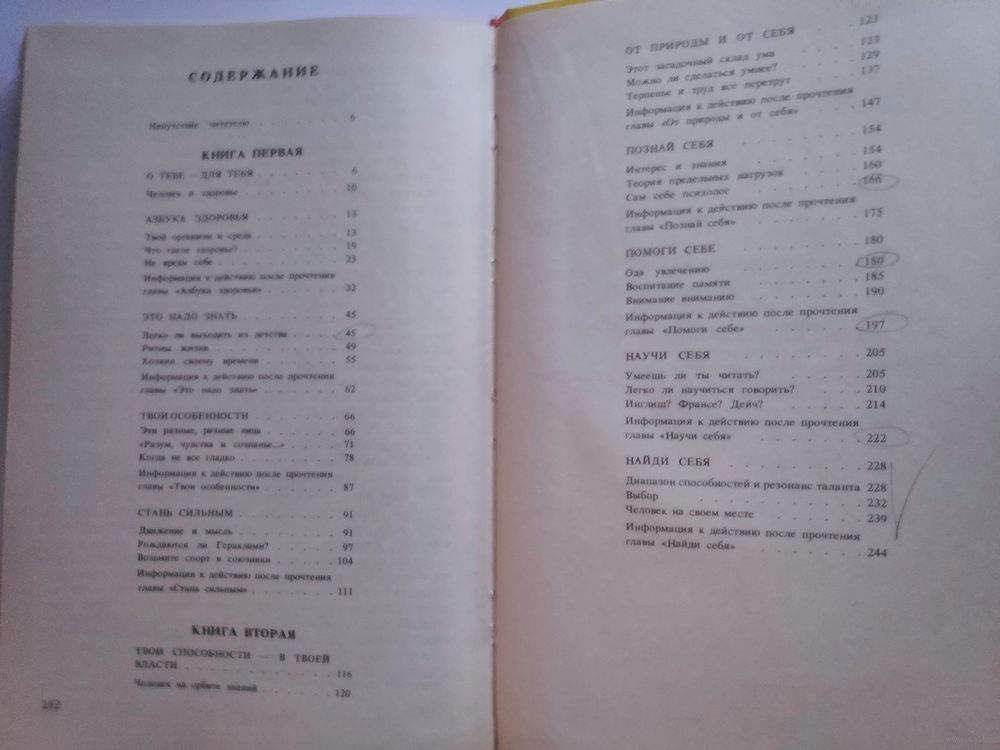 СОДЕРЖАНИЕ
Напутствие читателю . . . . . . . . 6
КНИГА ПЕРВАЯ
О ТЕБЕ — ДЛЯ ТЕБЯ . . . . . . . . 6
Человек и здоровье . . . . . . . . 10
АЗБУКА ЗДОРОВЬЯ . . . . . . . . 13
Твой организм и среда . . . . . . . . 13
Что такое здоровье? . . . . . . . . 19
Не вреди себе . . . . . . . . 23
Информация к действию после прочтения
главы «Азбука здоровья» . . . . . . . . 32
ЭТО НАДО ЗНАТЬ . . . . . . . . 45
Легко ли выходить из детства . . . . . . 45
Ритмы жизни . . . . . . . . 49
Хозяин своему времени . . . . . . . . 55
Информация к действию после прочтения
главы «Это надо знать» . . . . . . . . 62
ТВОИ ОСОБЕННОСТИ . . . . . . . . 66
Эти разные, разные лица . . . . . . . . 66
«Разум, чувства и сознанье...» . . . . . . 71
Когда не все гладко . . . . . . . . 78
Информация к действию после прочтения
главы «Твои особенности» . . . . . . . . 87
СТАНЬ СИЛЬНЫМ . . . . . . . . 91
Движение и мысль . . . . . . . . 91
Рождаются ли Гераклами? . . . . . . . . 97
Возьмите спорт в союзники . . . . . . . . 104
Информация к действию после прочтения
главы «Стань сильным» . . . . . . . . 111
КНИГА ВТОРАЯ
ТВОИ СПОСОБНОСТИ — В ТВОЕЙ
ВЛАСТИ . . . . . . . . 116
Человек на орбите знаний . . . . . . . . 120
252
ОТ ПРИРОДЫ И ОТ СЕБЯ . 123
Этот загадочный склад ума . . . . 123
Можно ли сделаться умнее? . . . . 129
Терпенье и труд все перетрут . . . . 137
Информация к действию после прочтения
главы «От природы и от себя» . . . . 147
ПОЗНАЙ СЕБЯ . . . . . . . . 154
Интерес и знания . . . . . . . . 154
Теория предельных нагрузок . . . . 160
Сам себе психолог . . . . . . . . 166
Информация к действию после прочтения
главы «Познай себя» . . . . . . . . 175
ПОМОГИ СЕБЕ . . . . . . . . 180
Ода увлечению . . . . . . . . 180
Воспитание памяти . . . . . . . . 185
Внимание вниманию . . . . . . . . 190
Информация к действию после прочтения
главы «Помоги себе» . . . . . . . . 197
НАУЧИ СЕБЯ . . . . . . . . 205
Умеешь ли ты читать? . . . . . . 205
Легко ли научиться говорить? . . . . 210
Инглиш? Франсе? Дейч? . . . . . . 214
Информация к действию после прочтения
главы «Научи себя» . . . . . . . . 222
НАЙДИ СЕБЯ . . . . . . . . 228
Диапазон способностей и резонанс таланта 228
Выбор . . . . . . . . 232
Человек на своем месте . . . . . . 239
Информация к действию после прочтения
главы «Найди себя» . . . . . . . . 244